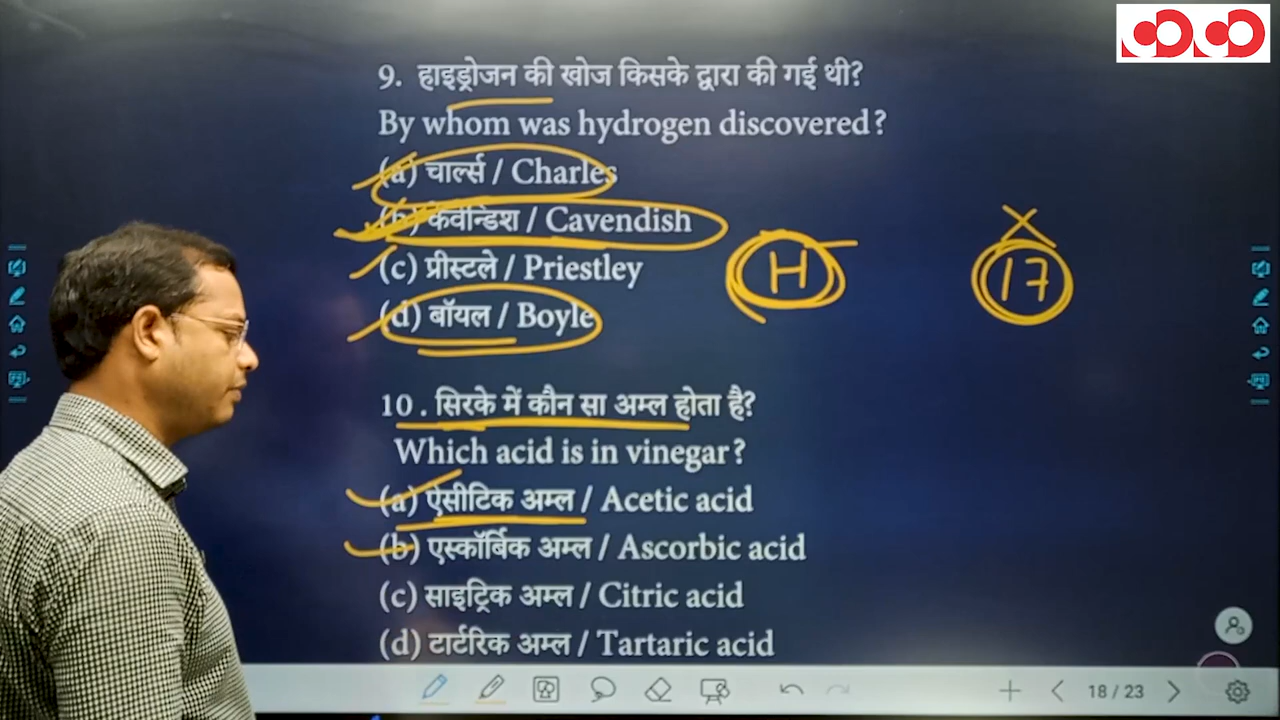 9. हाइड्रोजन की खोज किसके द्वारा की गई थी?
By whom was hydrogen discovered?
(a) चार्ल्स / Charles
(b) कैवेन्डिश / Cavendish
(c) प्रीस्टले / Priestley
(d) बॉयल / Boyle
H
17
10 . सिरके में कौन सा अम्ल होता है?
Which acid is in vinegar?
(a) ऐसीटिक अम्ल / Acetic acid
(b) एस्कॉर्बिक अम्ल / Ascorbic acid
(c) साइट्रिक अम्ल / Citric acid
(d) टार्टरिक अम्ल / Tartaric acid
18 / 23